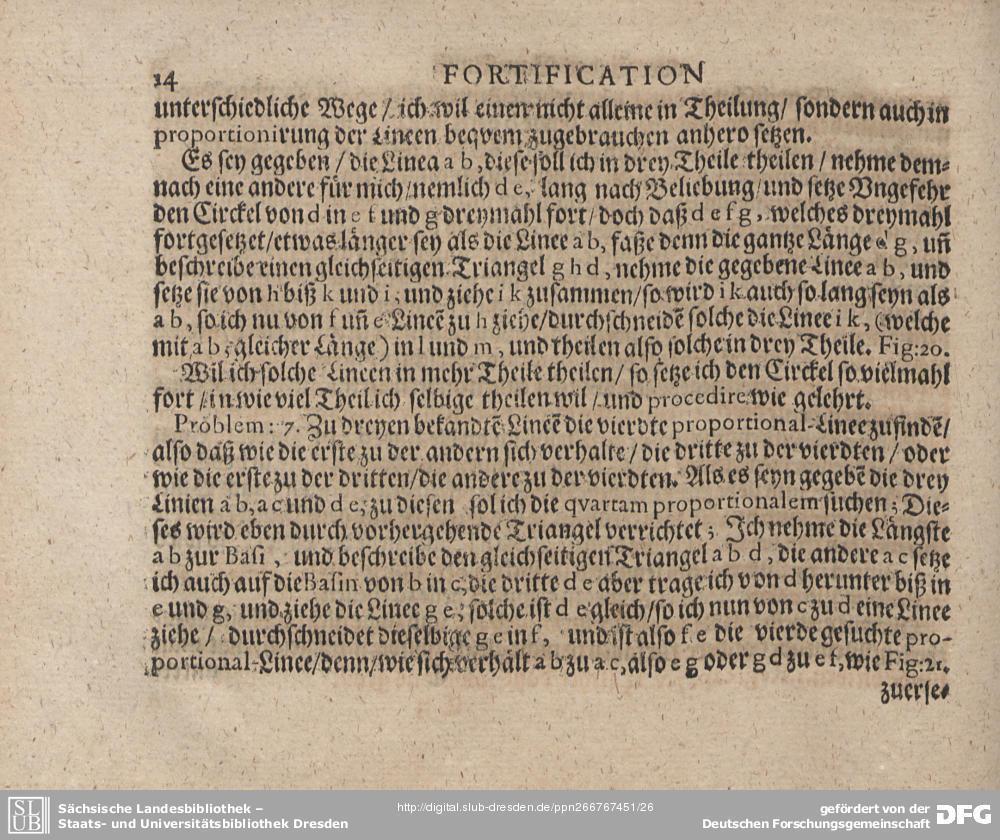 14 FORTIFICATION
unterschiedliche Wege / ich wil einen nicht alleine in Theilung / sondern auch in
proportionirung der Lineen beqvem zugebrauchen anhero setzen.
Es sey gegeben / die Linea a b, diese soll ich in drey Theile theilen / nehme dem-
nach eine andere für mich / nemlich d e, lang nach Beliebung / und setze Vngefehr
den Circkel von d in e f und g dreymahl fort / doch daß d e f g, welches dreymahl
fortgesetzet / etwas länger sey als die Linee a b, faße denn die gantze Länge d g, uñ
beschreibe einen gleichseitigen Triangel g h d, nehme die gegebene Linee a b, und
setze sie von h biß k und i, und ziehe i k zusammen / so wird i k auch so lang seyn als
a b, so ich nu von f uñ e Lineẽ zu h ziehe / durchschneidẽ solche die Linee i k, (welche
mit a b, gleicher Länge) in l und m, und theilen also solche in drey Theile. Fig: 20.
Wil ich solche Lineen in mehr Theile theilen / so setze ich den Circkel so vielmahl
fort / in wie viel Theil ich selbige theilen wil / und procedire wie gelehrt.
Problem: 7. Zu dreyen bekandtẽ Lineẽ die vierdte proportional-Linee zu findẽ /
also daß wie die erste zu der andern sich verhalte / die dritte zu der vierdten / oder
wie die erste zu der dritten / die andere zu der vierdten. Als es seyn gegebẽ die drey
Linien a b, a c und d e, zu diesen sol ich die qvartam proportionalem suchen; Die-
ses wird eben durch vorhergehende Triangel verrichtet; Ich nehme die Längste
a b zur Basi, und beschreibe den gleichseitigen Triangel a b d, die andere a c setze
ich auch auf die Basin von b in c, die dritte d e aber trage ich von d herunter biß in
e und g, und ziehe die Linee g e, solche ist d e gleich / so ich nun von c zu d eine Linee
ziehe / durchschneidet dieselbige g e in f, und ist also f e die vierde gesuchte pro-
portional-Linee / denn / wie sich verhält a b zu a c, also e g oder g d zu e f, wie Fig: 21.
zuerse-
Sächsische Landesbibliothek –
Staats- und Universitätsbibliothek Dresden
http://digital.slub-dresden.de/ppn266767451/26
gefördert von der
Deutschen Forschungsgemeinschaft
DFG
SLUB